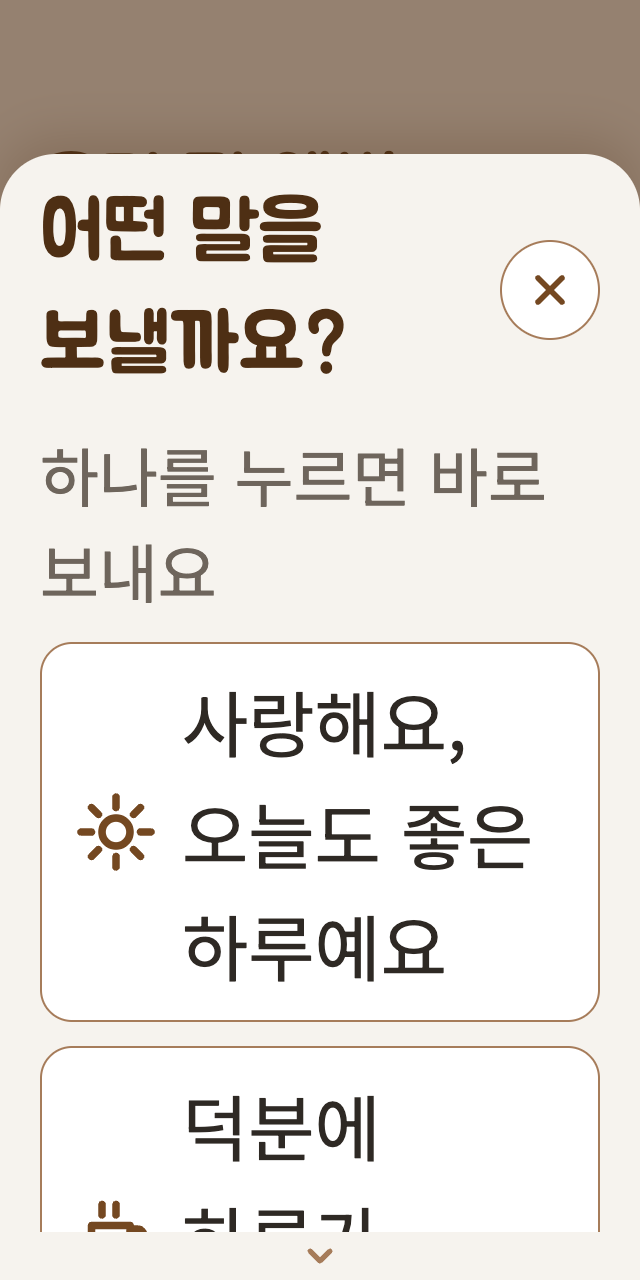 어떤 말을
보낼까요?
하나를 누르면 바로
보내요
사랑해요,
오늘도 좋은
하루예요
덕분에